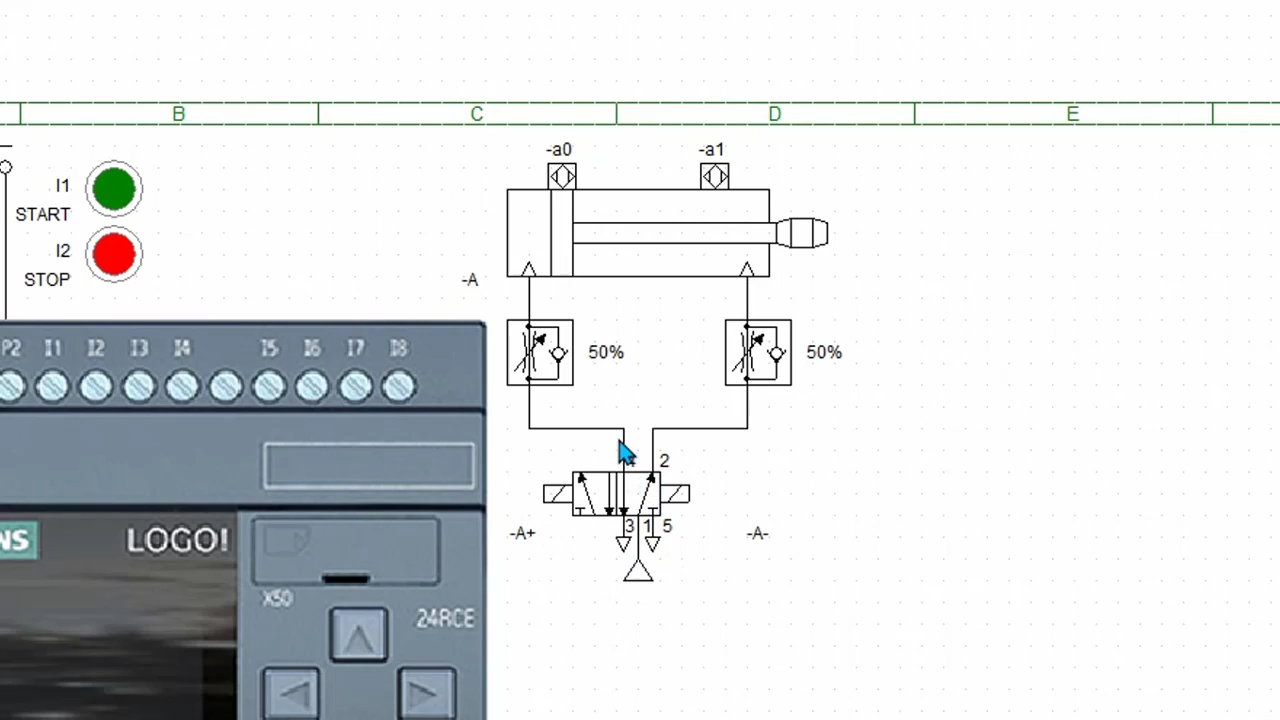 B C D E
-a0 -a1
I1
START
I2
STOP
-A
P2 I1 I2 I3 I4 I5 I6 I7 I8
50% 50%
2
3 1 5
-A+ -A-
NS LOGO!
X50
24RCE